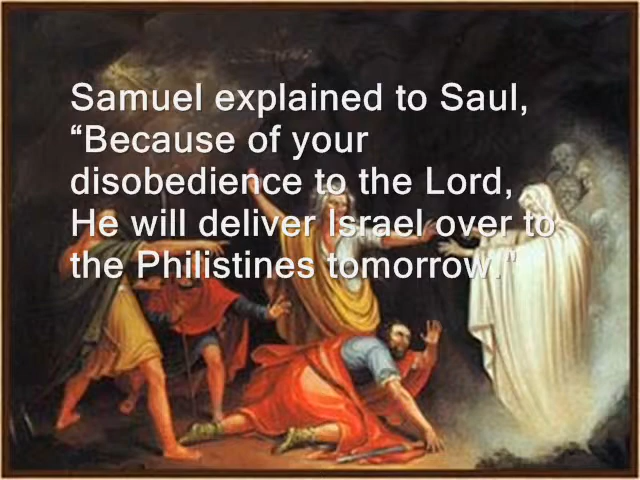 Samuel explained to Saul,
“Because of your
disobedience to the Lord,
He will deliver Israel over to
the Philistines tomorrow.”